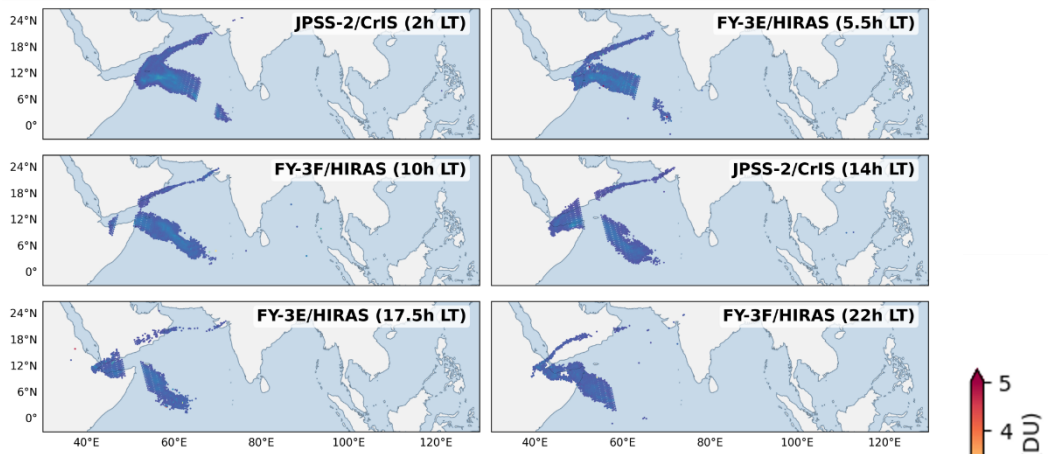 24°N
18°N
12°N
6°N
0°
JPSS-2/CrIS (2h LT)
FY-3E/HIRAS (5.5h LT)
24°N
18°N
12°N
6°N
0°
FY-3F/HIRAS (10h LT)
JPSS-2/CrIS (14h LT)
24°N
18°N
12°N
6°N
0°
FY-3E/HIRAS (17.5h LT)
FY-3F/HIRAS (22h LT)
40°E 60°E 80°E 100°E 120°E
40°E 60°E 80°E 100°E 120°E
5
4
DU)